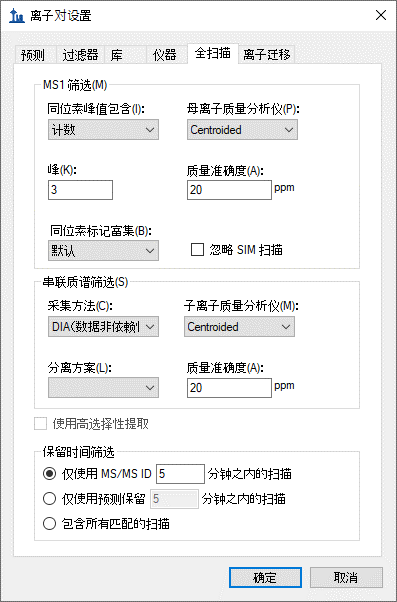 离子对设置
预测 过滤器 库 仪器 全扫描 离子迁移
MS1 筛选(M)
同位素峰值包含(I): 母离子质量分析仪(P):
计数 Centroided
峰(K): 质量准确度(A):
3 20 ppm
同位素标记富集(B):
默认 忽略 SIM 扫描
串联质谱筛选(S)
采集方法(C): 子离子质量分析仪(M):
DIA(数据非依赖 Centroided
分离方案(L): 质量准确度(A):
20 ppm
使用高选择性提取
保留时间筛选
仅使用 MS/MS ID 5 分钟之内的扫描
仅使用预测保留 5 分钟之内的扫描
包含所有匹配的扫描
确定 取消